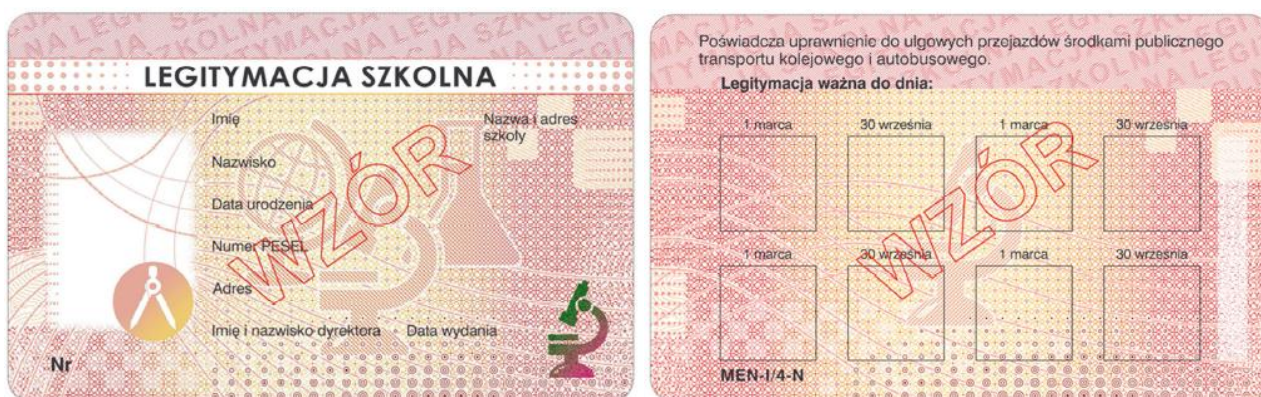 LEGITYMACJA SZKOLNA
Imię
Nazwa i adres
szkoły
Nazwisko
Data urodzenia
Numer PESEL
Adres
Imię i nazwisko dyrektora
Data wydania
Nr
WZÓR
Poświadcza uprawnienie do ulgowych przejazdów środkami publicznego
transportu kolejowego i autobusowego.
Legitymacja ważna do dnia:
1 marca 30 września 1 marca 30 września
1 marca 30 września 1 marca 30 września
MEN-I/4-N
WZÓR